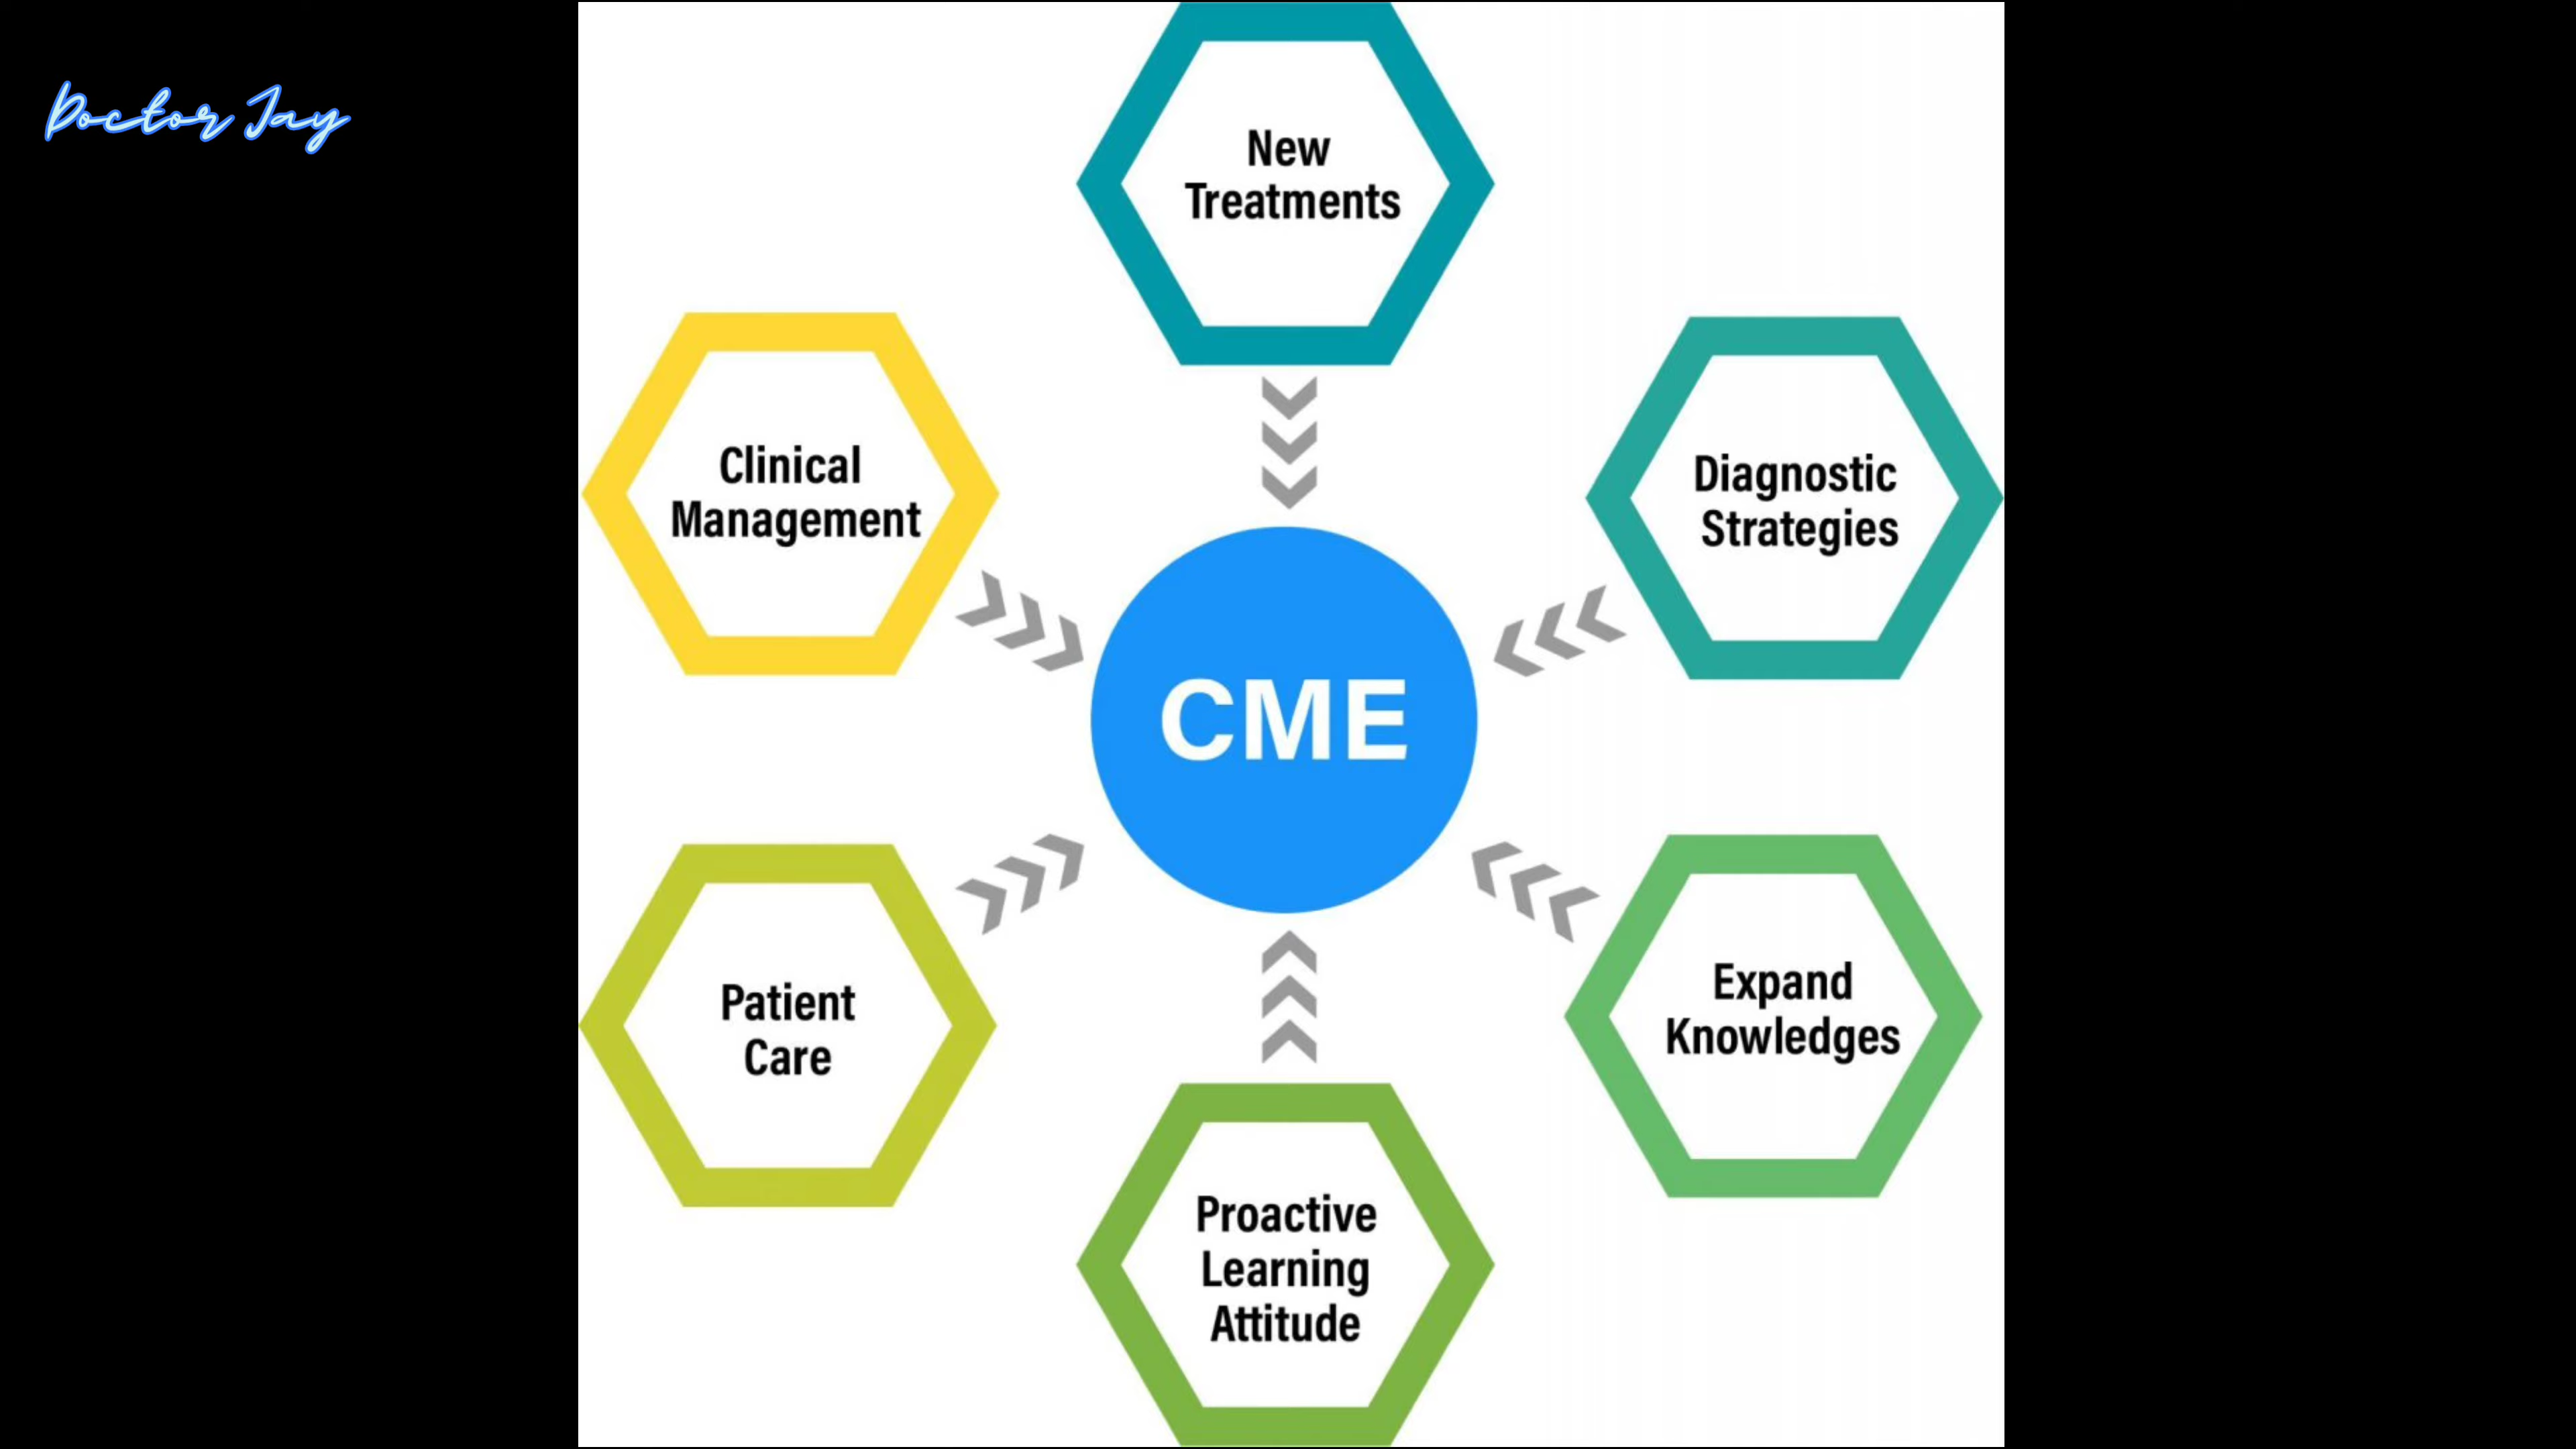 Doctor Jay
New
Treatments
Clinical
Management
Diagnostic
Strategies
CME
Patient
Care
Expand
Knowledges
Proactive
Learning
Attitude